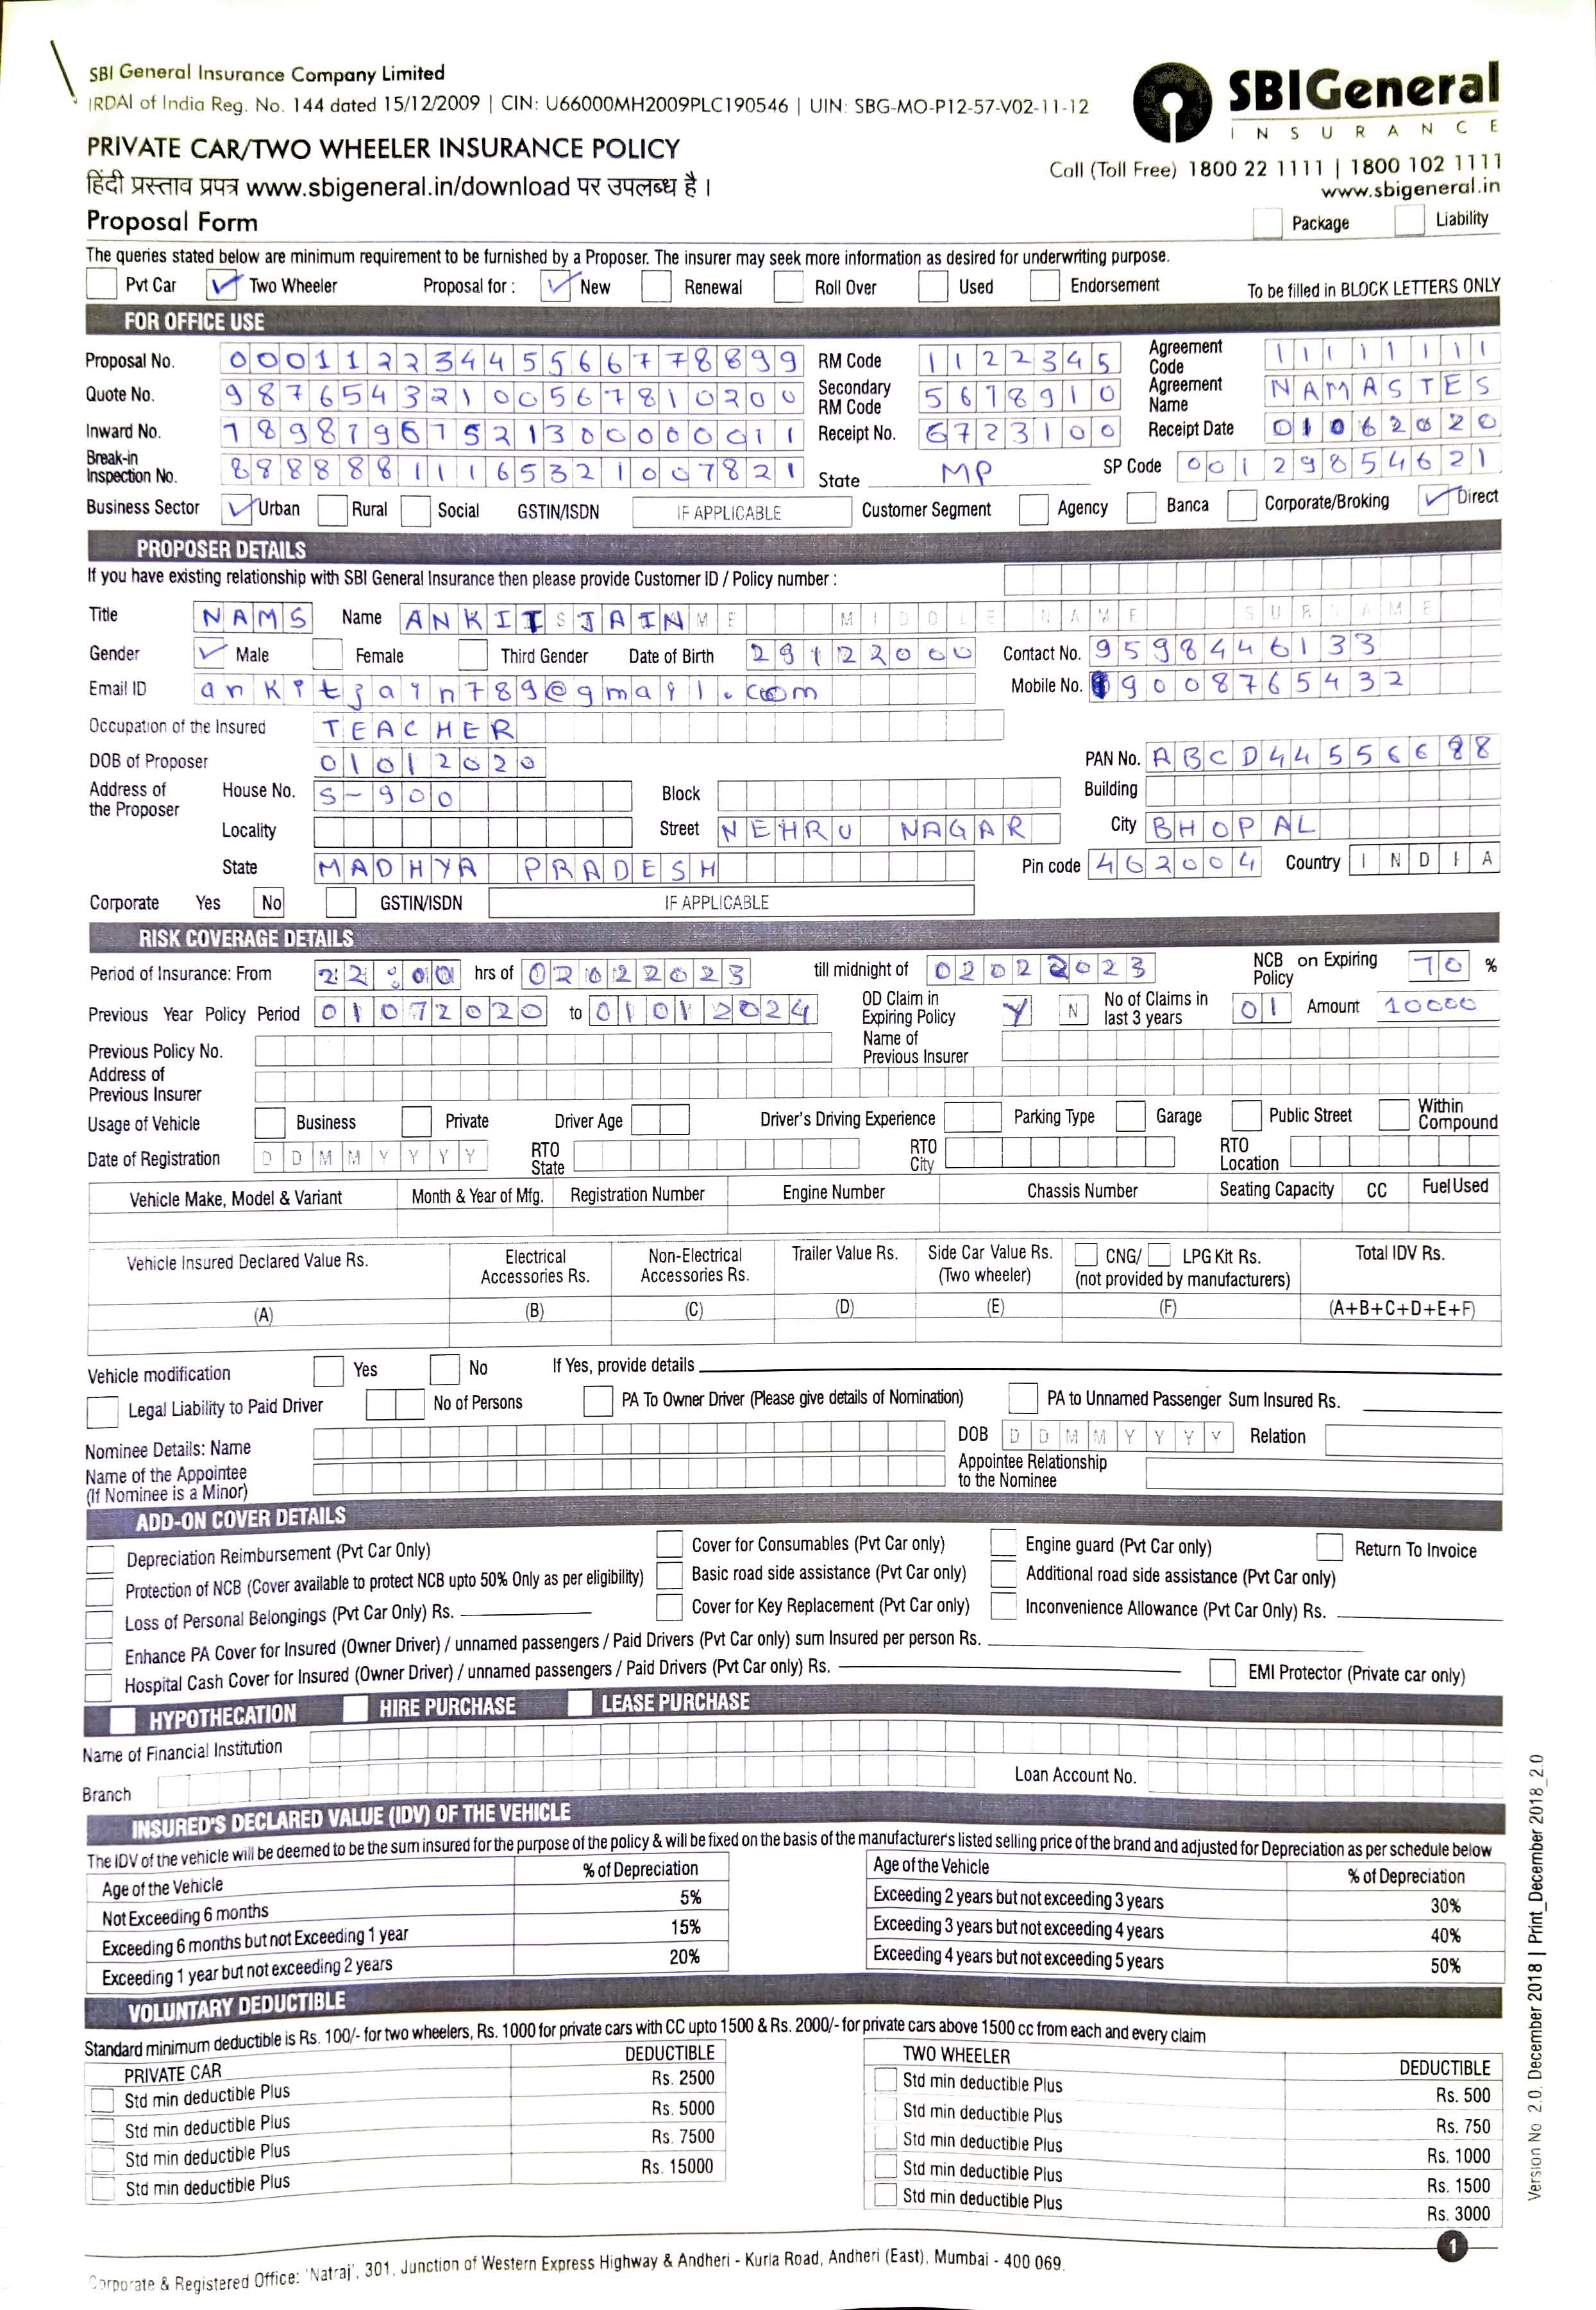 SBI General Insurance Company Limited
IRDAI of India Reg. No. 144 dated 15/12/2009 | CIN: U66000MH2009PLC190546 | UIN: SBG-MO-P12-57-V02-11-12
SBIGeneral
INSURANCE
PRIVATE CAR/TWO WHEELER INSURANCE POLICY
Call (Toll Free) 1800 22 1111 | 1800 102 1111
हिंदी प्रस्ताव प्रपत्र www.sbigeneral.in/download पर उपलब्ध है।
www.sbigeneral.in
Proposal Form Package Liability
The queries stated below are minimum requirement to be furnished by a Proposer. The insurer may seek more information as desired for underwriting purpose.
Pvt Car Two Wheeler Proposal for : New Renewal Roll Over Used Endorsement To be filled in BLOCK LETTERS ONLY
FOR OFFICE USE
Proposal No. 00011223445566778899 RM Code 1122345 Agreement Code 11111111
Quote No. 98765432100567810200 Secondary RM Code 5678910 Agreement Name NAMASTES
Inward No. 78987967521300000011 Receipt No. 6723100 Receipt Date 01062020
Break-in Inspection No. 88888811165321007821 State MP SP Code 00129854621
Business Sector Urban Rural Social GSTIN/ISDN IF APPLICABLE Customer Segment Agency Banca Corporate/Broking Direct
PROPOSER DETAILS
If you have existing relationship with SBI General Insurance then please provide Customer ID / Policy number :
Title NAMS Name ANKIT JAIN MIDDLE NAME SURNAME
Gender Male Female Third Gender Date of Birth 29122000 Contact No. 9598446133
Email ID ankitjain789@gmail.com Mobile No. 9008765432
Occupation of the Insured TEACHER
DOB of Proposer 01012020 PAN No. ABCD44556688
Address of the Proposer House No. S-900 Block Building
Locality Street NEHRU NAGAR City BHOPAL
State MADHYA PRADESH Pin code 462004 Country INDIA
Corporate Yes No GSTIN/ISDN IF APPLICABLE
RISK COVERAGE DETAILS
Period of Insurance: From 22:00 hrs of 02022023 till midnight of 02022023 NCB on Expiring Policy 70 %
Previous Year Policy Period 01072020 to 01012024 OD Claim in Expiring Policy Y N No of Claims in last 3 years 01 Amount 10000
Previous Policy No. Name of Previous Insurer
Address of Previous Insurer
Usage of Vehicle Business Private Driver Age Driver's Driving Experience Parking Type Garage Public Street Within Compound
Date of Registration D D M M Y Y Y Y RTO State RTO City RTO Location
Vehicle Make, Model & Variant Month & Year of Mfg. Registration Number Engine Number Chassis Number Seating Capacity CC Fuel Used
Vehicle Insured Declared Value Rs. Electrical Accessories Rs. Non-Electrical Accessories Rs. Trailer Value Rs. Side Car Value Rs. (Two wheeler) CNG/ LPG Kit Rs. (not provided by manufacturers) Total IDV Rs.
(A) (B) (C) (D) (E) (F) (A+B+C+D+E+F)
Vehicle modification Yes No If Yes, provide details
Legal Liability to Paid Driver No of Persons PA To Owner Driver (Please give details of Nomination) PA to Unnamed Passenger Sum Insured Rs.
Nominee Details: Name DOB D D M M Y Y Y Y Relation
Name of the Appointee (If Nominee is a Minor) Appointee Relationship to the Nominee
ADD-ON COVER DETAILS
Depreciation Reimbursement (Pvt Car Only) Cover for Consumables (Pvt Car only) Engine guard (Pvt Car only) Return To Invoice
Protection of NCB (Cover available to protect NCB upto 50% Only as per eligibility) Basic road side assistance (Pvt Car only) Additional road side assistance (Pvt Car only)
Loss of Personal Belongings (Pvt Car Only) Rs. Cover for Key Replacement (Pvt Car only) Inconvenience Allowance (Pvt Car Only) Rs.
Enhance PA Cover for Insured (Owner Driver) / unnamed passengers / Paid Drivers (Pvt Car only) sum Insured per person Rs.
Hospital Cash Cover for Insured (Owner Driver) / unnamed passengers / Paid Drivers (Pvt Car only) Rs. EMI Protector (Private car only)
HYPOTHECATION HIRE PURCHASE LEASE PURCHASE
Name of Financial Institution
Branch Loan Account No.
INSURED'S DECLARED VALUE (IDV) OF THE VEHICLE
The IDV of the vehicle will be deemed to be the sum insured for the purpose of the policy & will be fixed on the basis of the manufacturer's listed selling price of the brand and adjusted for Depreciation as per schedule below
Age of the Vehicle % of Depreciation Age of the Vehicle % of Depreciation
Not Exceeding 6 months 5% Exceeding 2 years but not exceeding 3 years 30%
Exceeding 6 months but not Exceeding 1 year 15% Exceeding 3 years but not exceeding 4 years 40%
Exceeding 1 year but not exceeding 2 years 20% Exceeding 4 years but not exceeding 5 years 50%
VOLUNTARY DEDUCTIBLE
Standard minimum deductible is Rs. 100/- for two wheelers, Rs. 1000 for private cars with CC upto 1500 & Rs. 2000/- for private cars above 1500 cc from each and every claim
PRIVATE CAR DEDUCTIBLE TWO WHEELER DEDUCTIBLE
Std min deductible Plus Rs. 2500 Std min deductible Plus Rs. 500
Std min deductible Plus Rs. 5000 Std min deductible Plus Rs. 750
Std min deductible Plus Rs. 7500 Std min deductible Plus Rs. 1000
Std min deductible Plus Rs. 15000 Std min deductible Plus Rs. 1500
Std min deductible Plus Rs. 3000
1
Corporate & Registered Office: 'Natraj', 301, Junction of Western Express Highway & Andheri - Kurla Road, Andheri (East), Mumbai - 400 069.
Version No 2.0. December 2018 | Print_December 2018_2.0